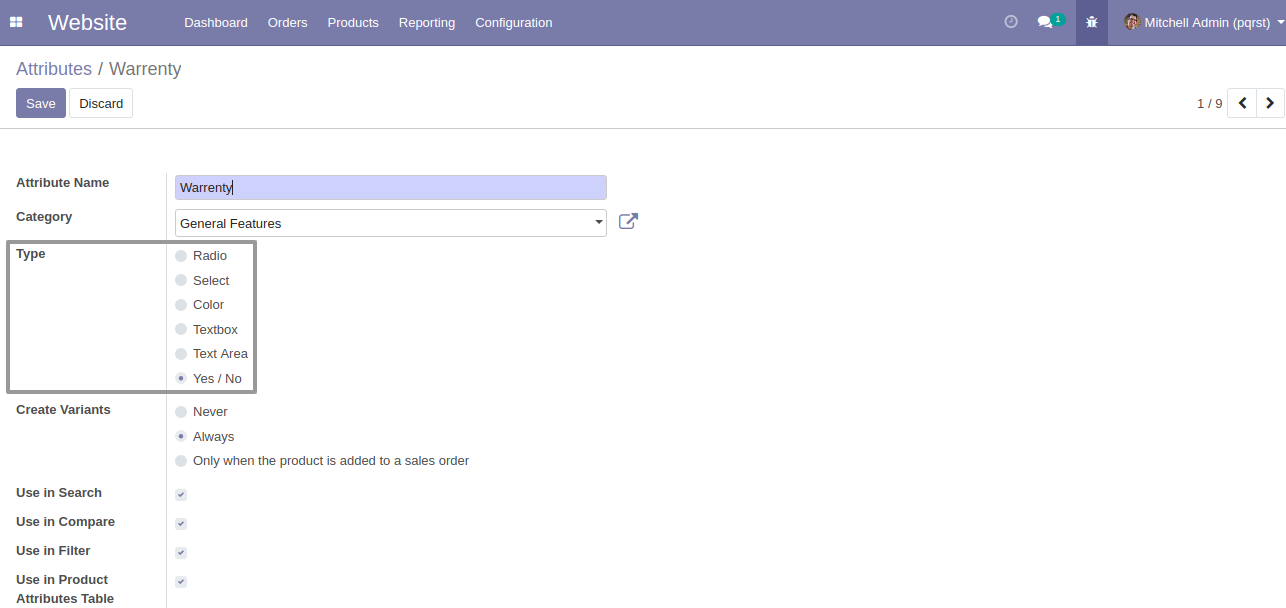 Website Dashboard Orders Products Reporting Configuration 1 Mitchell Admin (pqrst)
Attributes / Warrenty
Save Discard 1 / 9
Attribute Name Warrenty
Category General Features
Type Radio
Select
Color
Textbox
Text Area
Yes / No
Create Variants Never
Always
Only when the product is added to a sales order
Use in Search
Use in Compare
Use in Filter
Use in Product
Attributes Table